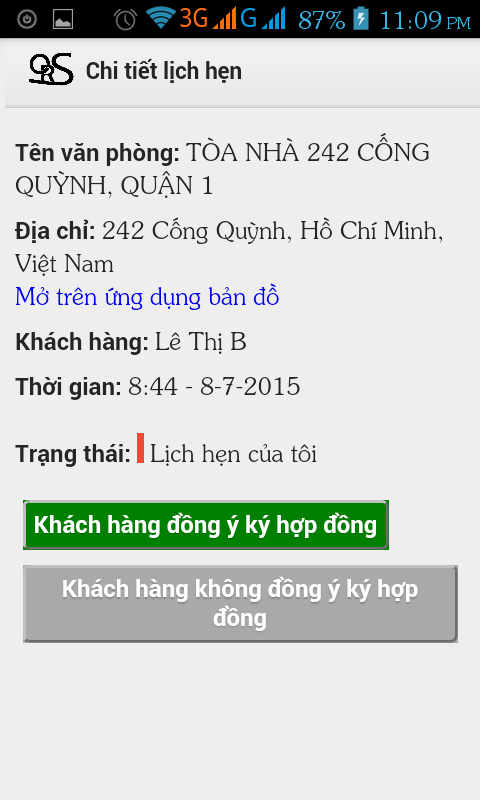 3G G 87% 11:09 PM
QRS Chi tiết lịch hẹn
Tên văn phòng: TÒA NHÀ 242 CỐNG
QUỲNH, QUẬN 1
Địa chỉ: 242 Cống Quỳnh, Hồ Chí Minh,
Việt Nam
Mở trên ứng dụng bản đồ
Khách hàng: Lê Thị B
Thời gian: 8:44 - 8-7-2015
Trạng thái: Lịch hẹn của tôi
Khách hàng đồng ý ký hợp đồng
Khách hàng không đồng ý ký hợp
đồng